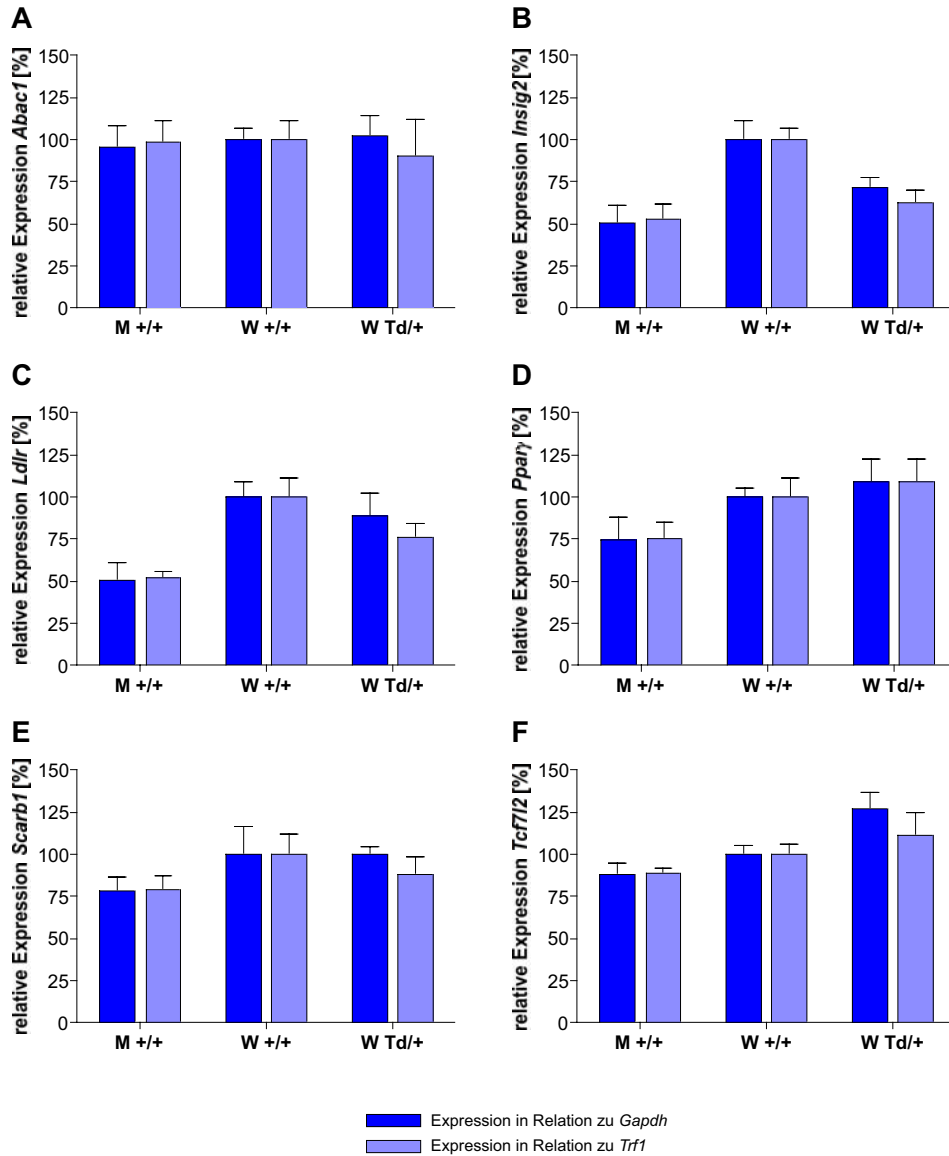 A
relative Expression Abac1 [%]
150
125
100
75
50
25
0
M +/+ W +/+ W Td/+
B
relative Expression Insig2 [%]
150
125
100
75
50
25
0
M +/+ W +/+ W Td/+
C
relative Expression Ldlr [%]
150
125
100
75
50
25
0
M +/+ W +/+ W Td/+
D
relative Expression Pparγ [%]
150
125
100
75
50
25
0
M +/+ W +/+ W Td/+
E
relative Expression Scarb1 [%]
150
125
100
75
50
25
0
M +/+ W +/+ W Td/+
F
relative Expression Tcf7l2 [%]
150
125
100
75
50
25
0
M +/+ W +/+ W Td/+
Expression in Relation zu Gapdh
Expression in Relation zu Trf1